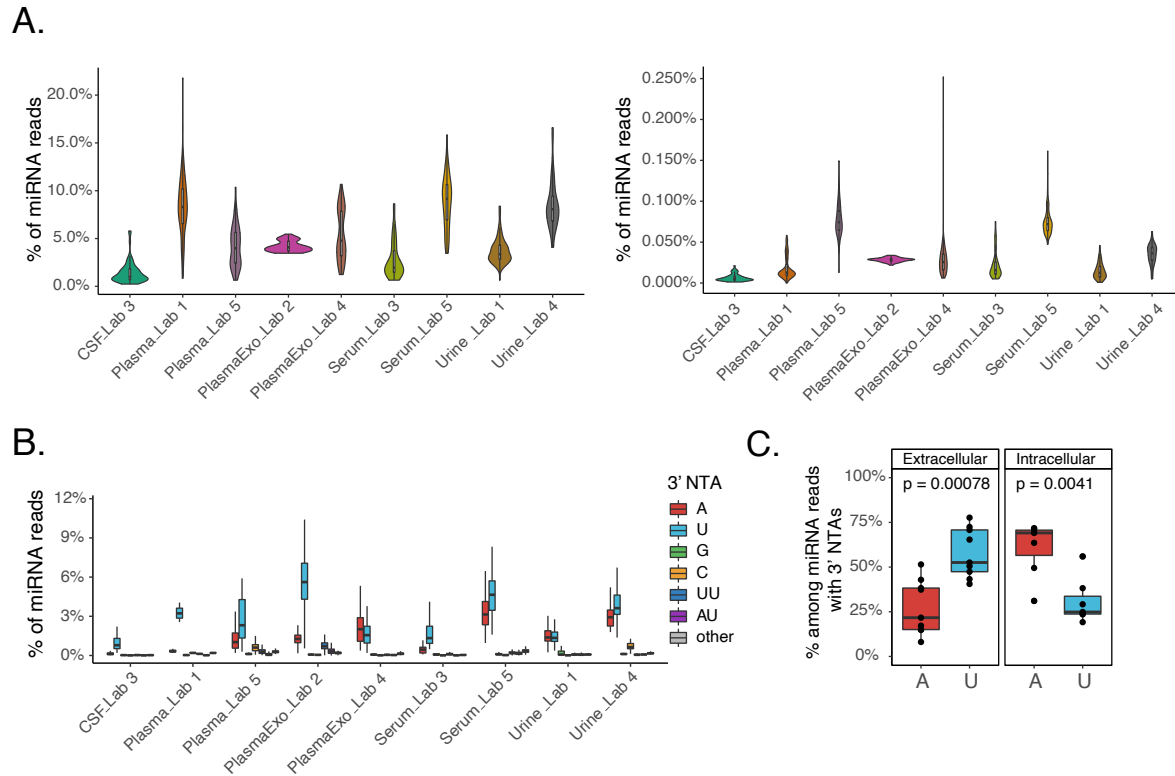 A.
% of miRNA reads
20.0%
15.0%
10.0%
5.0%
0.0%
CSF_Lab 3
Plasma_Lab 1
Plasma_Lab 5
PlasmaExo_Lab 2
PlasmaExo_Lab 4
Serum_Lab 3
Serum_Lab 5
Urine _Lab 1
Urine_Lab 4
% of miRNA reads
0.250%
0.200%
0.150%
0.100%
0.050%
0.000%
CSF_Lab 3
Plasma_Lab 1
Plasma_Lab 5
PlasmaExo_Lab 2
PlasmaExo_Lab 4
Serum_Lab 3
Serum_Lab 5
Urine _Lab 1
Urine_Lab 4
B.
% of miRNA reads
12%
9%
6%
3%
0%
CSF_Lab 3
Plasma_Lab 1
Plasma_Lab 5
PlasmaExo_Lab 2
PlasmaExo_Lab 4
Serum_Lab 3
Serum_Lab 5
Urine _Lab 1
Urine_Lab 4
3' NTA
A
U
G
C
UU
AU
other
C.
% among miRNA reads
with 3' NTAs
100%
75%
50%
25%
0%
Extracellular
p = 0.00078
A U
Intracellular
p = 0.0041
A U